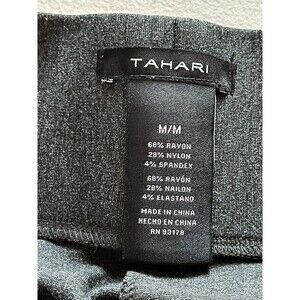 TAHARI
M/M
68% RAYON
28% NYLON
4% SPANDEX
68% RAYÓN
28% NAILON
4% ELASTANO
MADE IN CHINA
HECHO EN CHINA
RN 93178